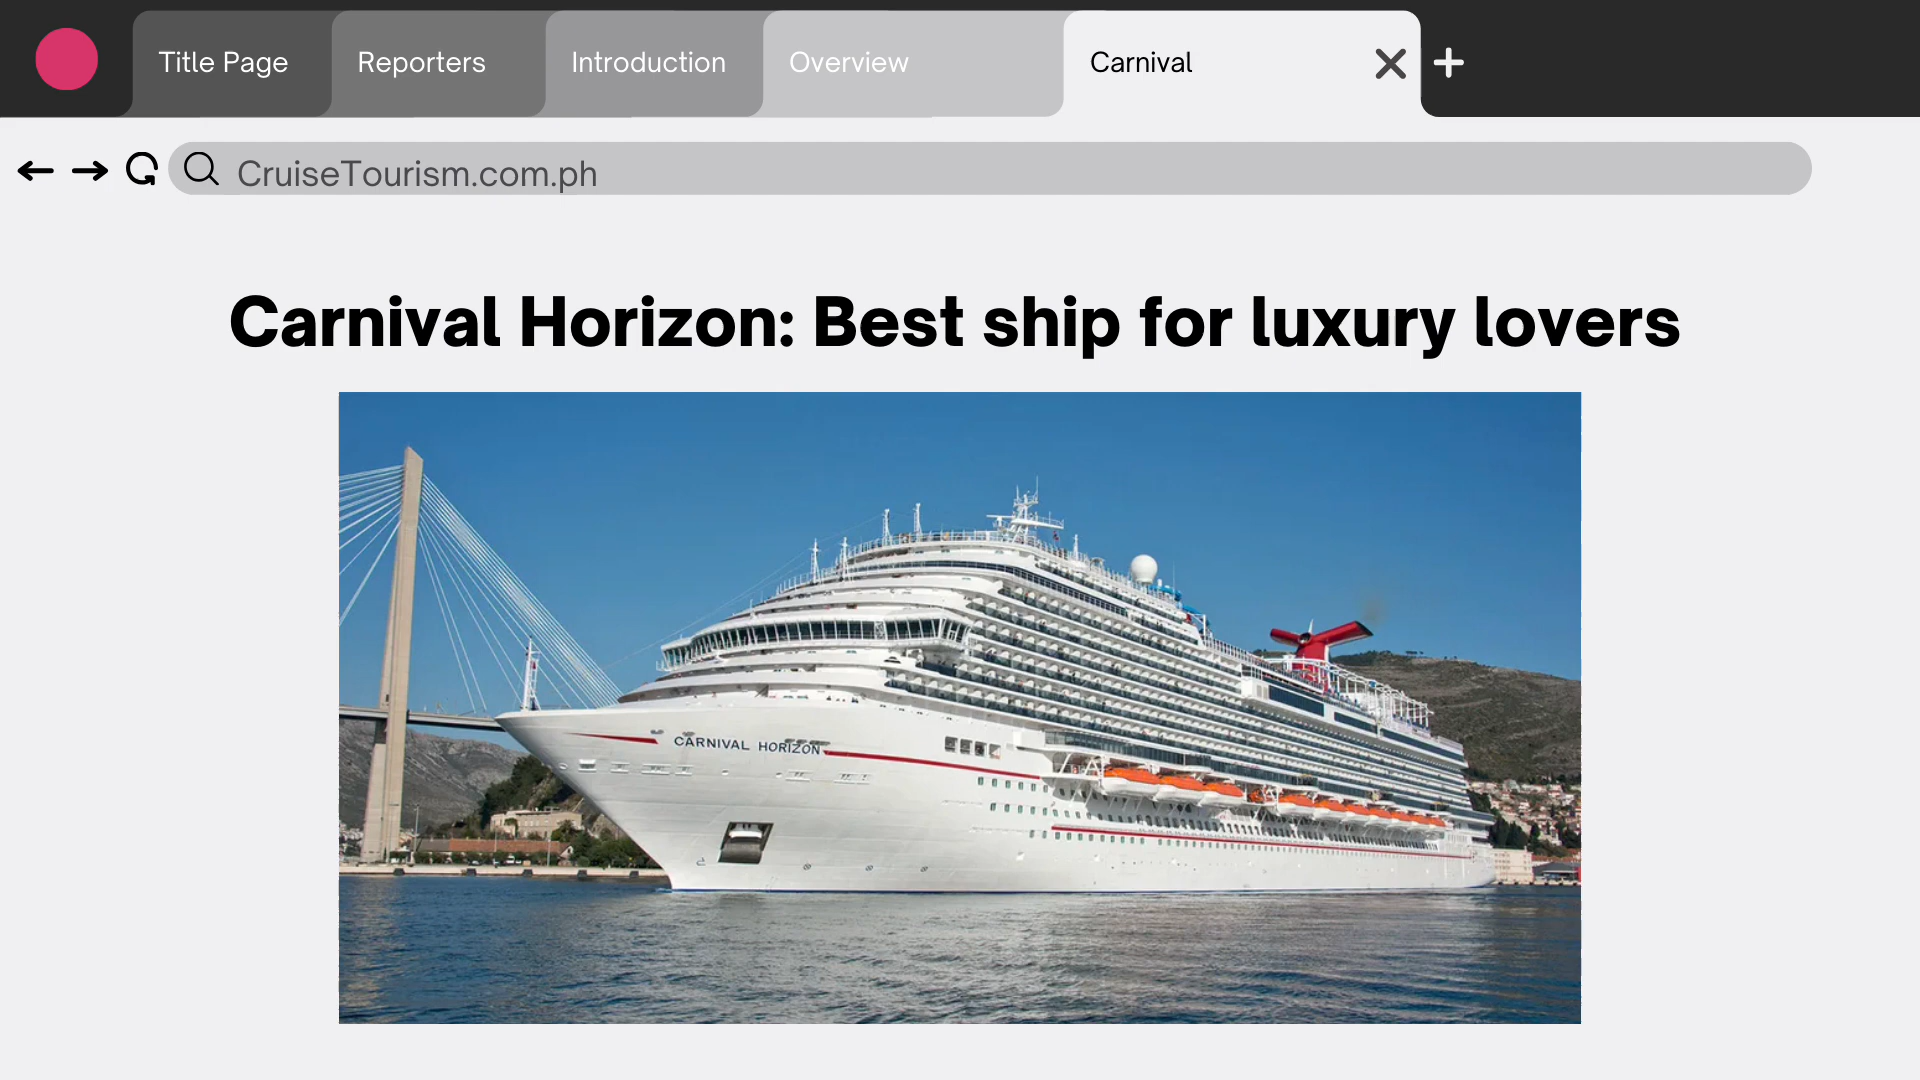 Title Page
Reporters
Introduction
Overview
Carnival
CruiseTourism.com.ph
Carnival Horizon: Best ship for luxury lovers
CARNIVAL HORIZON